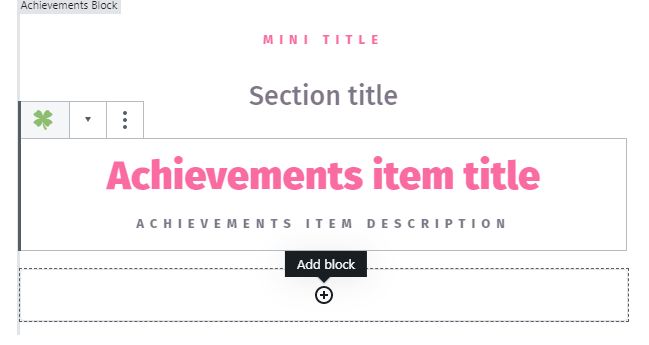 Achievements Block
MINI TITLE
Section title
Achievements item title
ACHIEVEMENTS ITEM DESCRIPTION
Add block